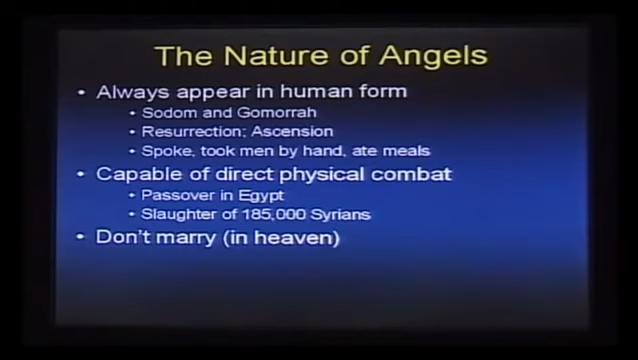 The Nature of Angels
• Always appear in human form
• Sodom and Gomorrah
• Resurrection; Ascension
• Spoke, took men by hand, ate meals
• Capable of direct physical combat
• Passover in Egypt
• Slaughter of 185,000 Syrians
• Don't marry (in heaven)